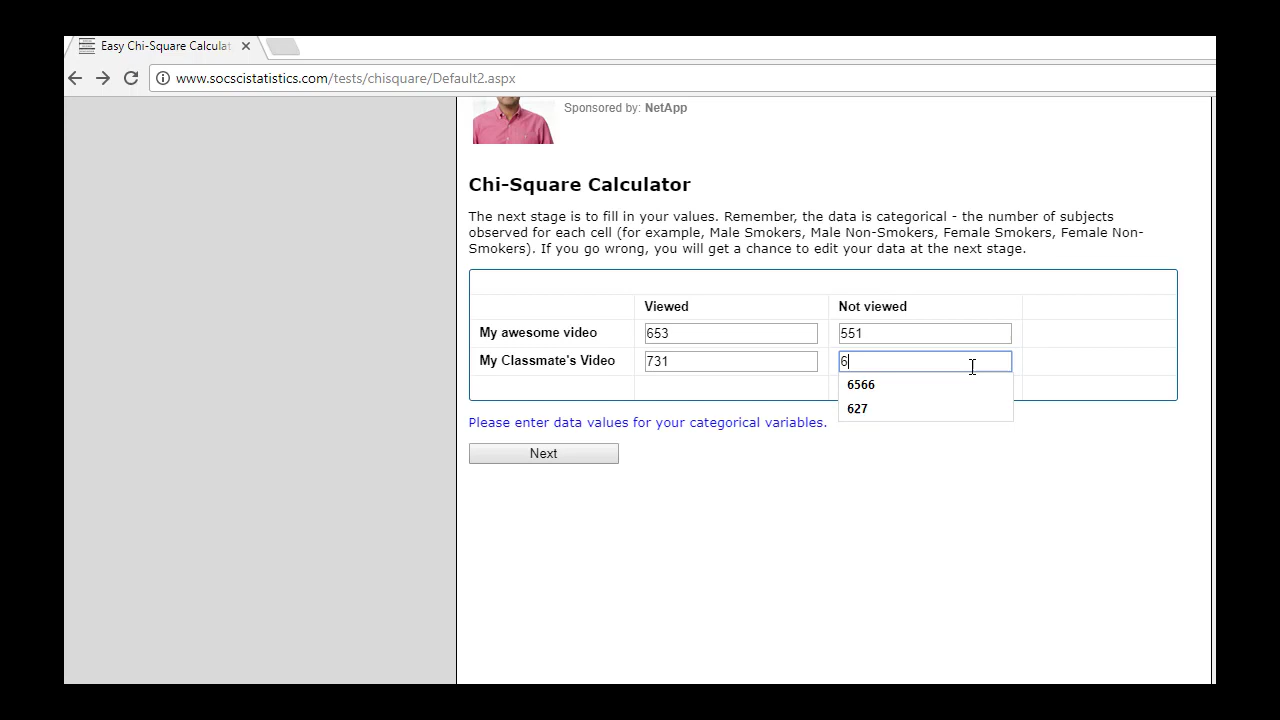 Easy Chi-Square Calculat
www.socscistatistics.com/tests/chisquare/Default2.aspx
Sponsored by: NetApp
Chi-Square Calculator
The next stage is to fill in your values. Remember, the data is categorical - the number of subjects
observed for each cell (for example, Male Smokers, Male Non-Smokers, Female Smokers, Female Non-
Smokers). If you go wrong, you will get a chance to edit your data at the next stage.
Viewed Not viewed
My awesome video 653 551
My Classmate's Video 731 6
6566
627
Please enter data values for your categorical variables.
Next